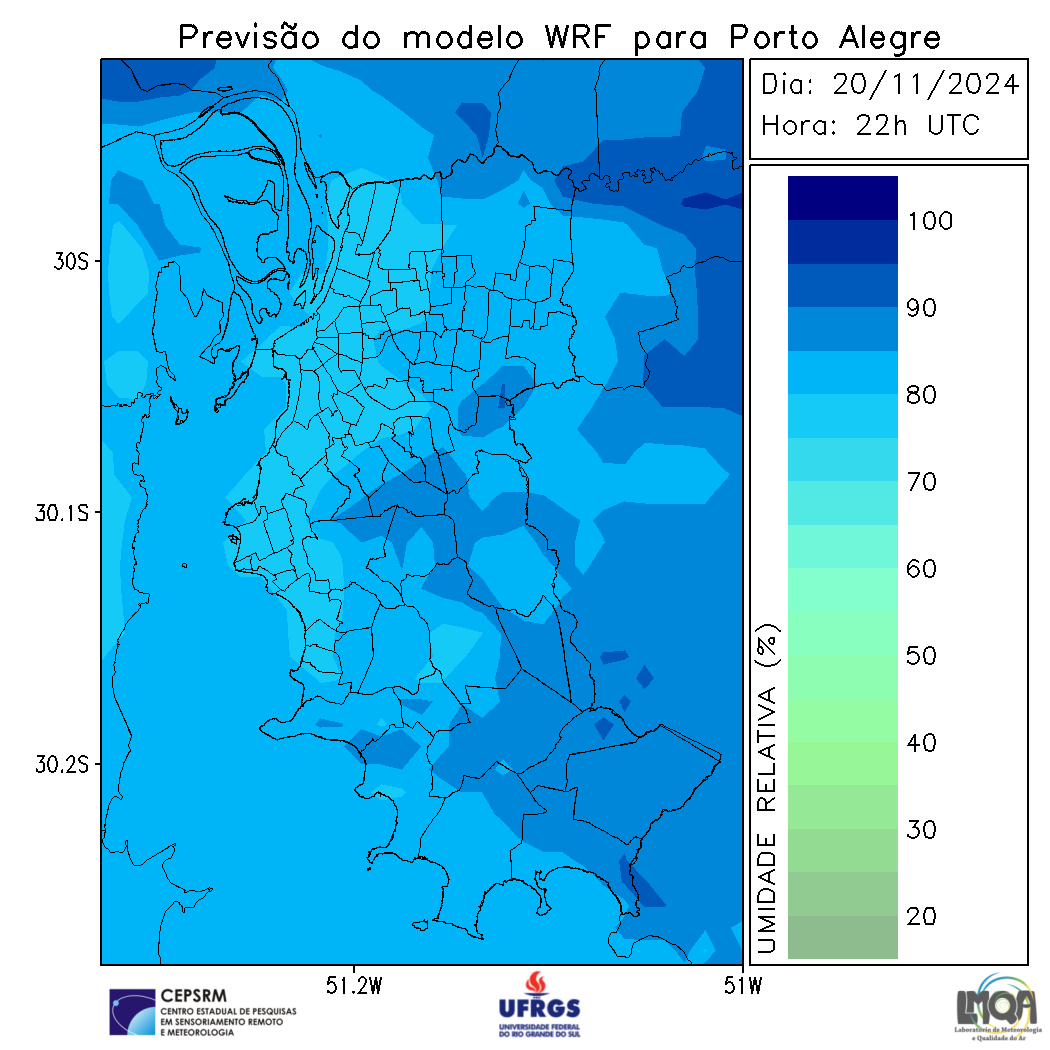 Previsão do modelo WRF para Porto Alegre
Dia: 20/11/2024
Hora: 22h UTC
100
90
80
70
60
50
40
30
20
UMIDADE RELATIVA (%)
30S
30.1S
30.2S
51.2W
51W
CEPSRM
CENTRO ESTADUAL DE PESQUISAS
EM SENSORIAMENTO REMOTO
E METEOROLOGIA
UFRGS
UNIVERSIDADE FEDERAL
DO RIO GRANDE DO SUL
LMQA
Laboratório de Meteorologia
e Qualidade do Ar